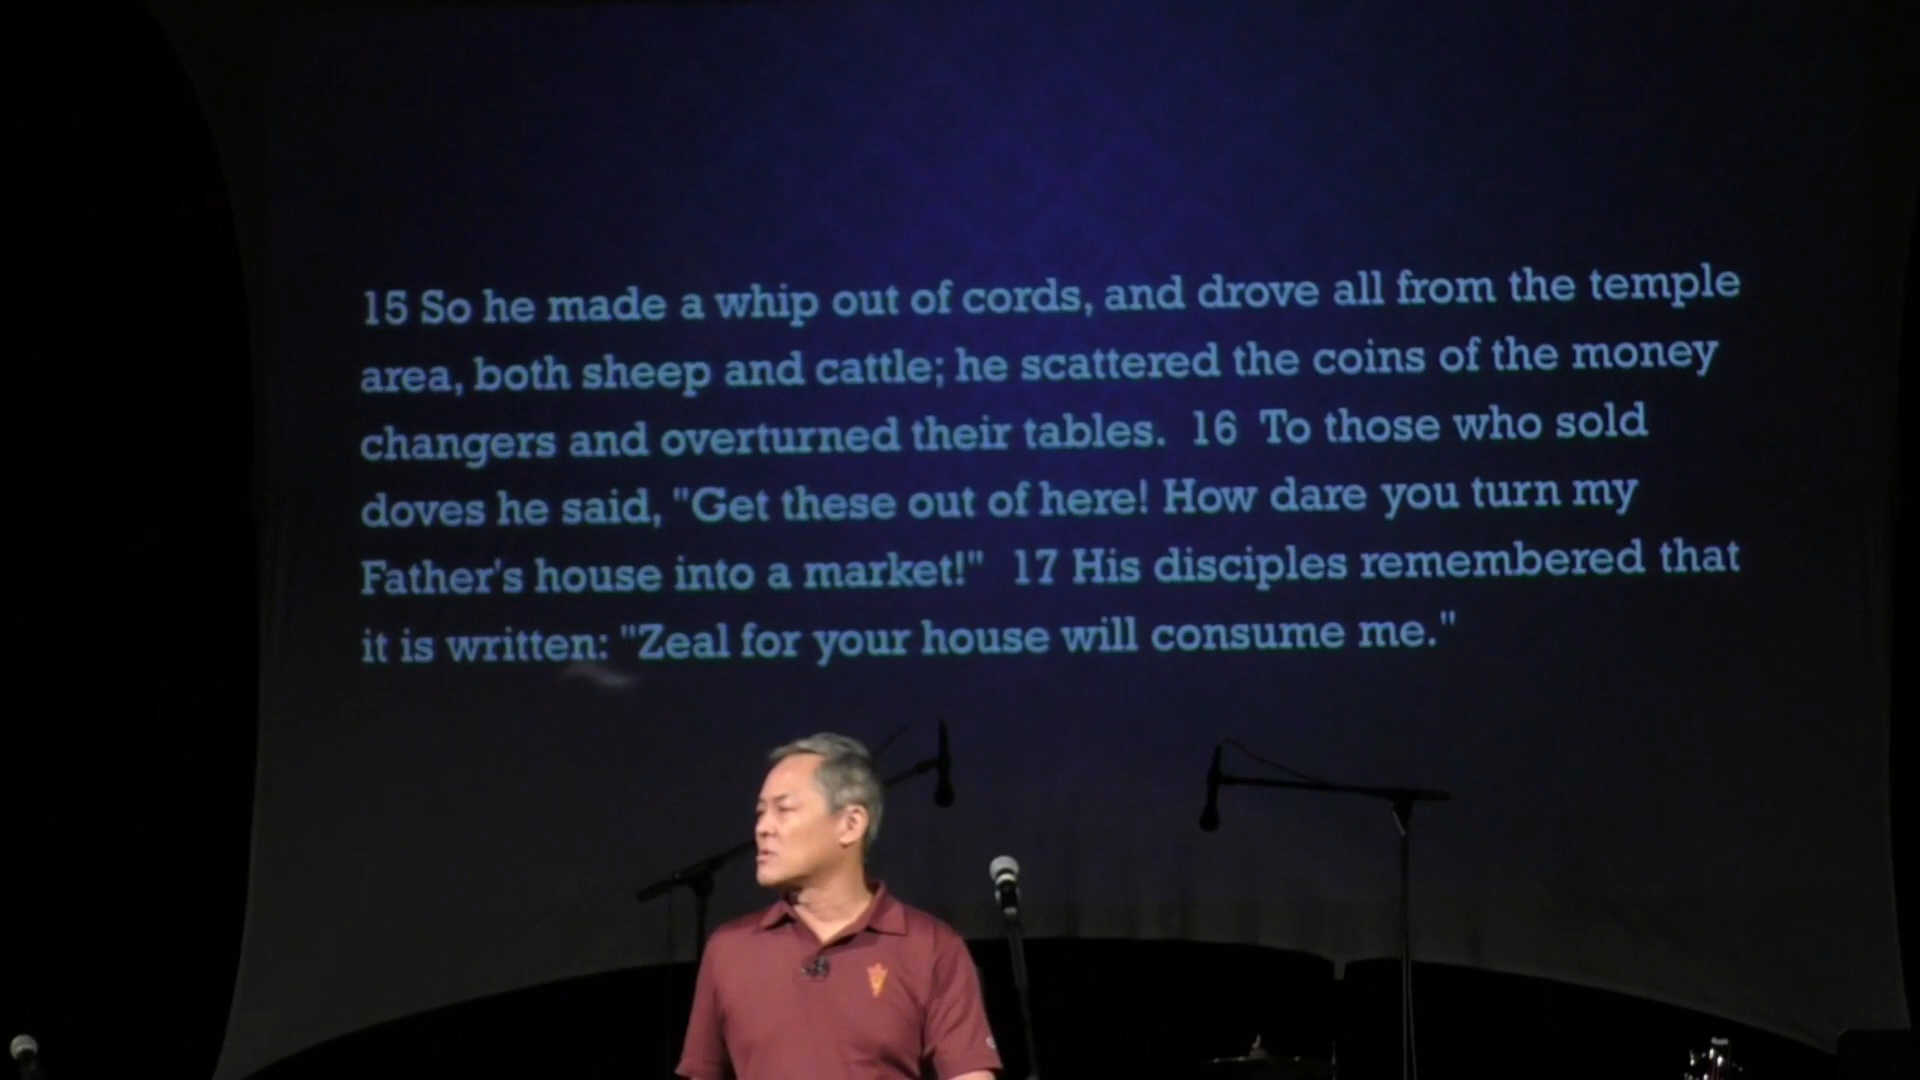 15 So he made a whip out of cords, and drove all from the temple
area, both sheep and cattle; he scattered the coins of the money
changers and overturned their tables. 16 To those who sold
doves he said, "Get these out of here! How dare you turn my
Father's house into a market!" 17 His disciples remembered that
it is written: "Zeal for your house will consume me."